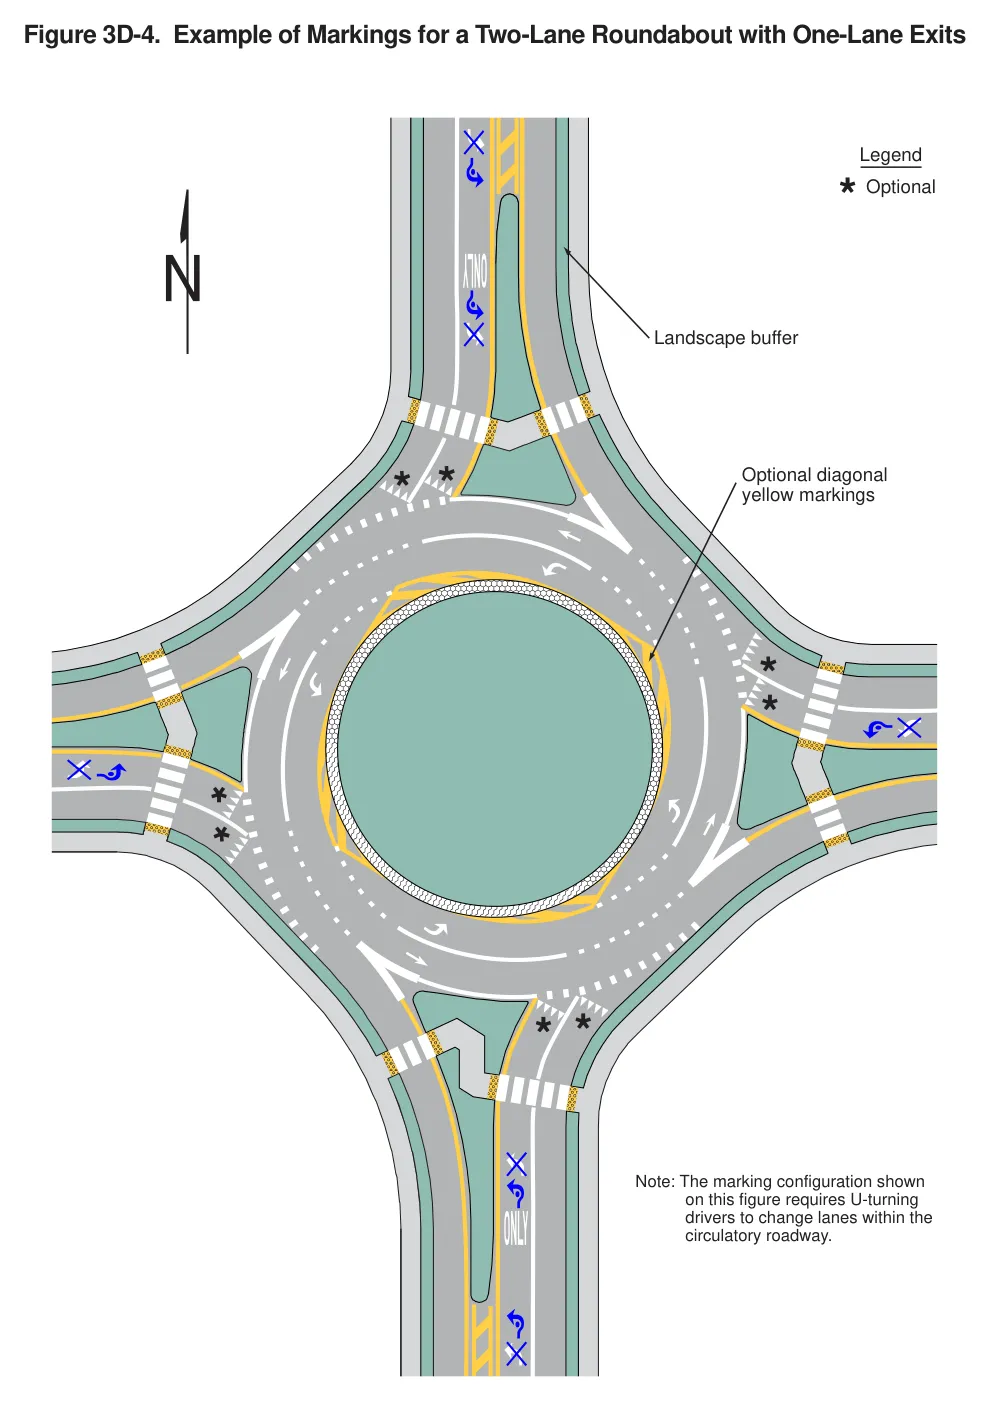 Figure 3D-4.  Example of Markings for a Two-Lane Roundabout with One-Lane Exits
Legend
* Optional
N
ONLY
Landscape buffer
Optional diagonal
yellow markings
*
*
*
*
*
*
*
*
Note: The marking configuration shown
on this figure requires U-turning
drivers to change lanes within the
circulatory roadway.
ONLY